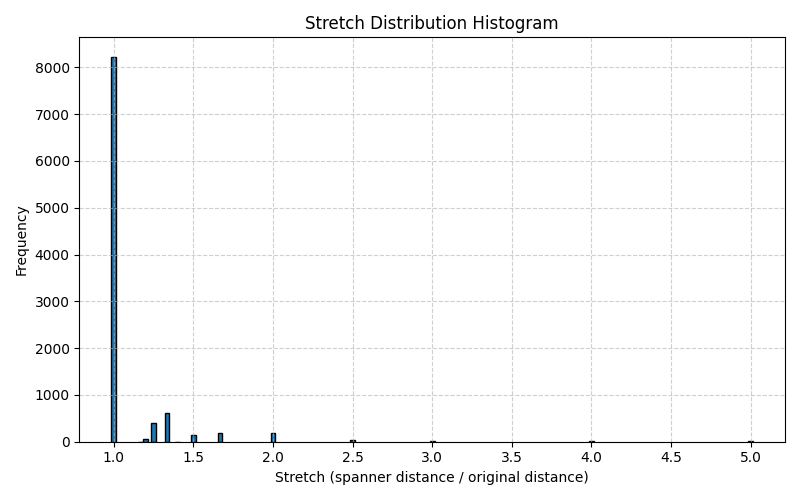 Stretch Distribution Histogram
8000
7000
6000
5000
4000
3000
2000
1000
0
Frequency
1.0 1.5 2.0 2.5 3.0 3.5 4.0 4.5 5.0
Stretch (spanner distance / original distance)